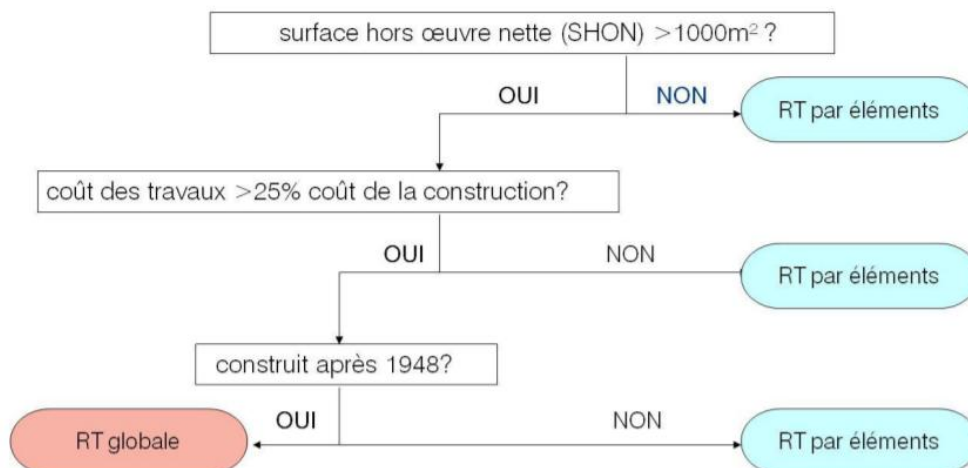 surface hors œuvre nette (SHON) >1000m² ?
OUI NON
RT par éléments
coût des travaux >25% coût de la construction?
OUI NON
RT par éléments
construit après 1948?
OUI NON
RT globale
RT par éléments